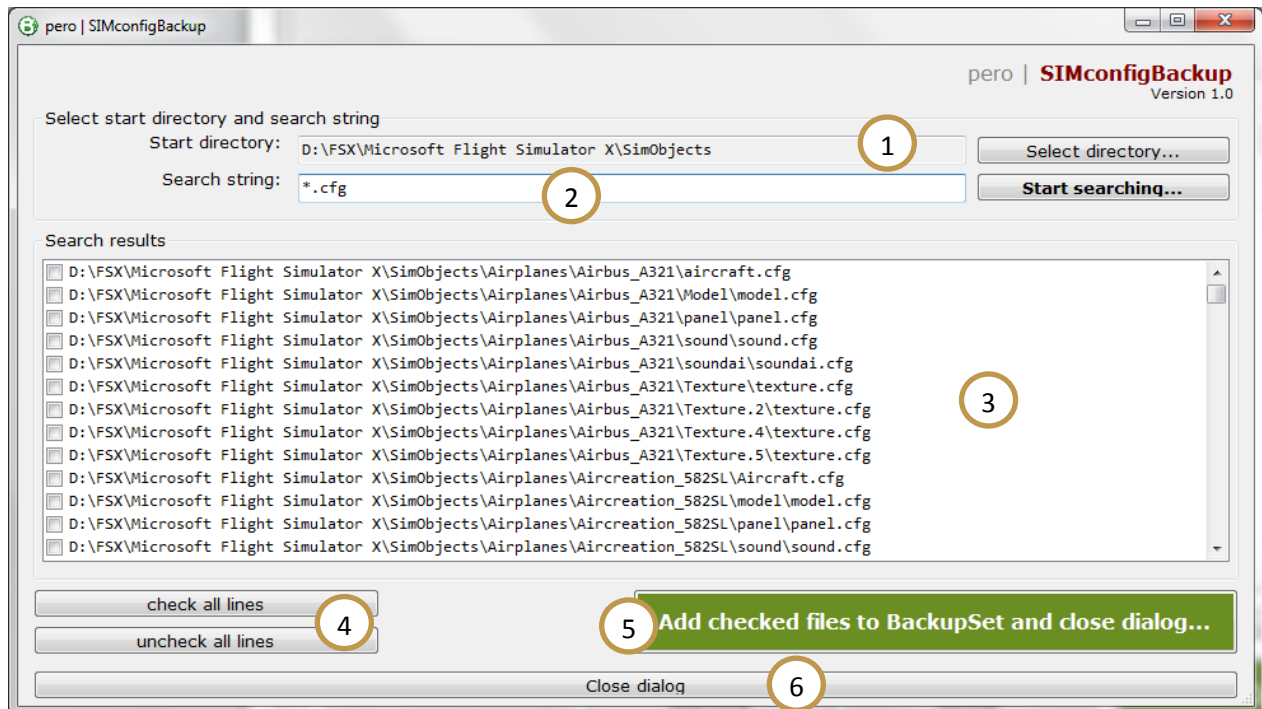 pero | SIMconfigBackup
pero | SIMconfigBackup
Version 1.0
Select start directory and search string
Start directory: D:\FSX\Microsoft Flight Simulator X\SimObjects 1 Select directory...
Search string: *.cfg 2 Start searching...
Search results
D:\FSX\Microsoft Flight Simulator X\SimObjects\Airplanes\Airbus_A321\aircraft.cfg
D:\FSX\Microsoft Flight Simulator X\SimObjects\Airplanes\Airbus_A321\Model\model.cfg
D:\FSX\Microsoft Flight Simulator X\SimObjects\Airplanes\Airbus_A321\panel\panel.cfg
D:\FSX\Microsoft Flight Simulator X\SimObjects\Airplanes\Airbus_A321\sound\sound.cfg
D:\FSX\Microsoft Flight Simulator X\SimObjects\Airplanes\Airbus_A321\soundai\soundai.cfg
D:\FSX\Microsoft Flight Simulator X\SimObjects\Airplanes\Airbus_A321\Texture\texture.cfg
D:\FSX\Microsoft Flight Simulator X\SimObjects\Airplanes\Airbus_A321\Texture.2\texture.cfg
3
D:\FSX\Microsoft Flight Simulator X\SimObjects\Airplanes\Airbus_A321\Texture.4\texture.cfg
D:\FSX\Microsoft Flight Simulator X\SimObjects\Airplanes\Airbus_A321\Texture.5\texture.cfg
D:\FSX\Microsoft Flight Simulator X\SimObjects\Airplanes\Aircreation_582SL\Aircraft.cfg
D:\FSX\Microsoft Flight Simulator X\SimObjects\Airplanes\Aircreation_582SL\model\model.cfg
D:\FSX\Microsoft Flight Simulator X\SimObjects\Airplanes\Aircreation_582SL\panel\panel.cfg
D:\FSX\Microsoft Flight Simulator X\SimObjects\Airplanes\Aircreation_582SL\sound\sound.cfg
check all lines
4
uncheck all lines
5 Add checked files to BackupSet and close dialog...
Close dialog 6